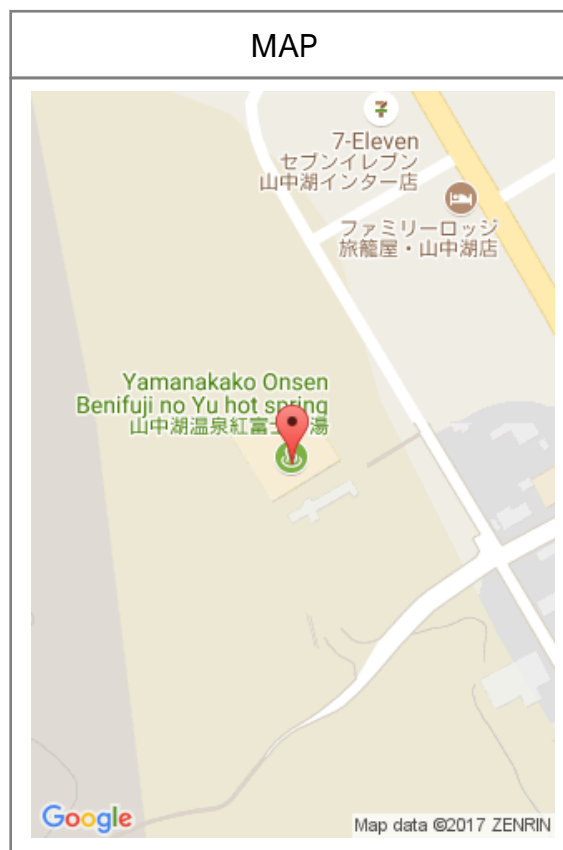 MAP
7-Eleven
セブンイレブン
山中湖インター店
ファミリーロッジ
旅籠屋・山中湖店
Yamanakako Onsen
Benifuji no Yu hot spring
山中湖温泉紅富士 湯
Google
Map data ©2017 ZENRIN